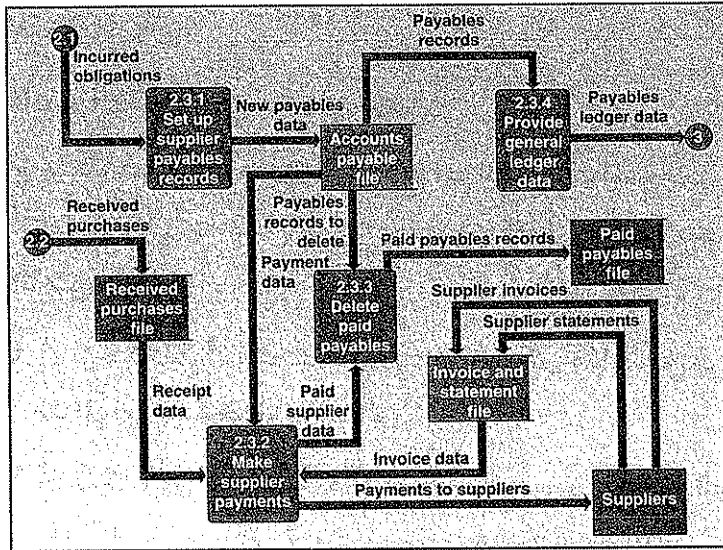 Payables
records
2.1
Incurred
obligations
2.3.1
Set up
supplier
payables
records
New payables
data
Accounts
payable
file
2.3.4
Provide
general
ledger
data
Payables
ledger data
3
2.2
Received
purchases
Received
purchases
file
Payables
records to
delete
Payment
data
2.3.3
Delete
paid
payables
Paid payables records
Paid
payables
file
Supplier invoices
Supplier statements
Invoice and
statement
file
Receipt
data
Paid
supplier
data
2.3.2
Make
supplier
payments
Invoice data
Payments to suppliers
Suppliers